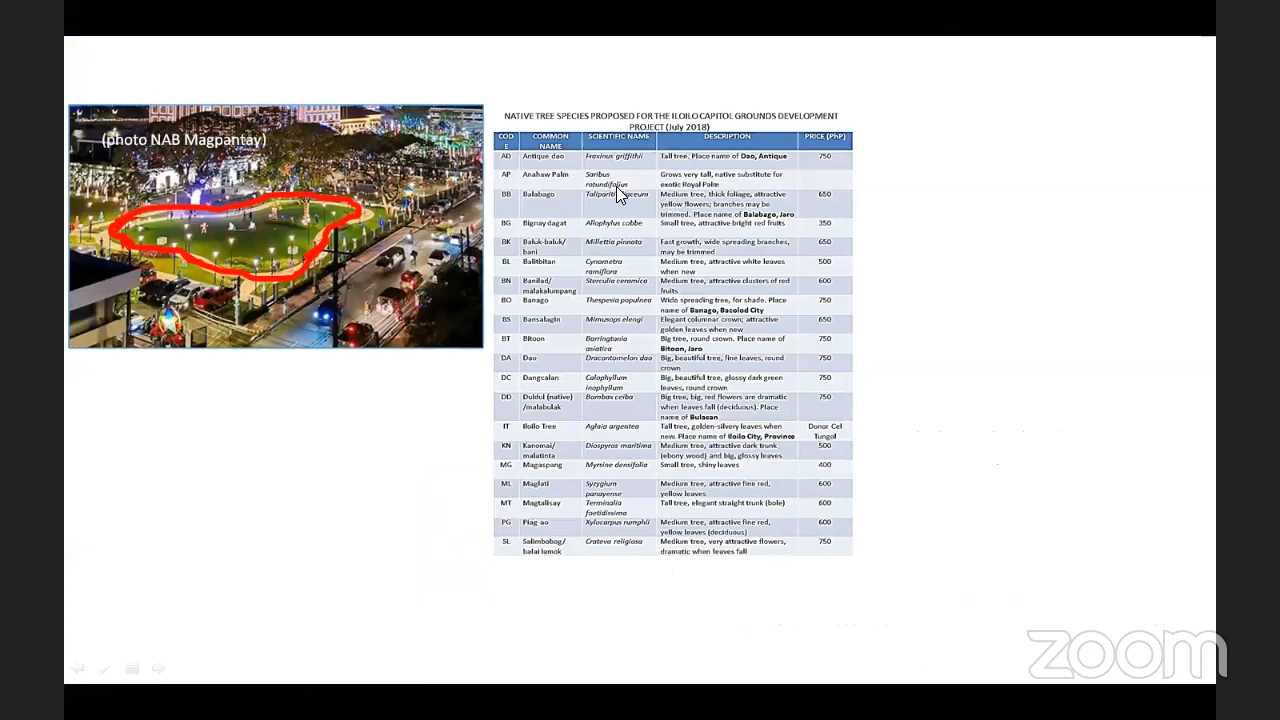 (photo NAB Magpantay)
NATIVE TREE SPECIES PROPOSED FOR THE ILOILO CAPITOL GROUNDS DEVELOPMENT
PROJECT (July 2018)
COD COMMON SCIENTIFIC NAME DESCRIPTION PRICE (PhP)
E NAME
AD Antique dao Fraxinus griffithii Tall tree. Place name of Dao, Antique 750
AP Anahaw Palm Saribus Grows very tall, native substitute for
rotundifolius exotic Royal Palm
BB Balabago Medium tree, thick foliage, attractive 650
yellow flowers; branches may be
trimmed. Place name of Balabago, Jaro
BG Bignay dagat Allophylus cobbe Small tree, attractive bright red fruits 350
BK Baluk-baluk/ Millettia pinnata Fast growth, wide spreading branches, 650
bani may be trimmed
BL Balitbitan Cynometra Medium tree, attractive white leaves 500
ramiflora when new
BN Banilad/ Sterculia ceramica Medium tree, attractive clusters of red 600
malakalumpang fruits
BO Banago Thespesia populnea Wide spreading tree, for shade. Place 750
name of Banago, Bacolod City
BS Bansalagin Mimusops elengi Elegant columnar crown; attractive 650
golden leaves when new
BT Bitoon Barringtonia Big tree, round crown. Place name of 750
asiatica Bitoon, Jaro
DA Dao Dracontomelon dao Big, beautiful tree, fine leaves, round 750
crown
DC Dangcalan Calophyllum Big, beautiful tree, glossy dark green 750
inophyllum leaves, round crown
DD Duldul (native) Bombax ceiba Big tree, big, red flowers are dramatic 750
/malabulak when leaves fall (deciduous). Place
name of Bulacan
IT Iloilo Tree Aglaia argentea Tall tree, golden-silvery leaves when Donor Cel
new. Place name of Iloilo City, Province Tungol
KN Kanomai/ Diospyros maritima Medium tree, attractive dark trunk 500
malatinta (ebony wood) and big, glossy leaves
MG Magaspang Myrsine densifolia Small tree, shiny leaves 400
ML Maglati Syzygium Medium tree, attractive fine red, 600
panayense yellow leaves
MT Magtalisay Terminalia Tall tree, elegant straight trunk (bole) 600
foetidissima
PG Piag-ao Xylocarpus rumphii Medium tree, attractive fine red, 600
yellow leaves (deciduous)
SL Salimbobog/ Crateva religiosa Medium tree, very attractive flowers, 750
balai lamok dramatic when leaves fall
zoom